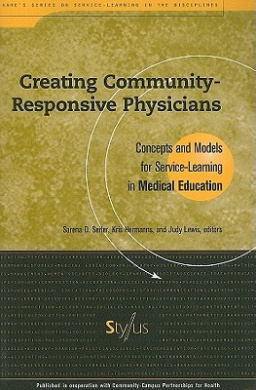 AAHE'S SERIES ON SERVICE-LEARNING IN THE DISCIPLINES
Creating Community-
Responsive Physicians
Concepts and Models
for Service-Learning
in Medical Education
Sarena D. Seifer, Kris Hermanns, and Judy Lewis, editors
Stylus
Published in cooperation with Community-Campus Partnerships for Health